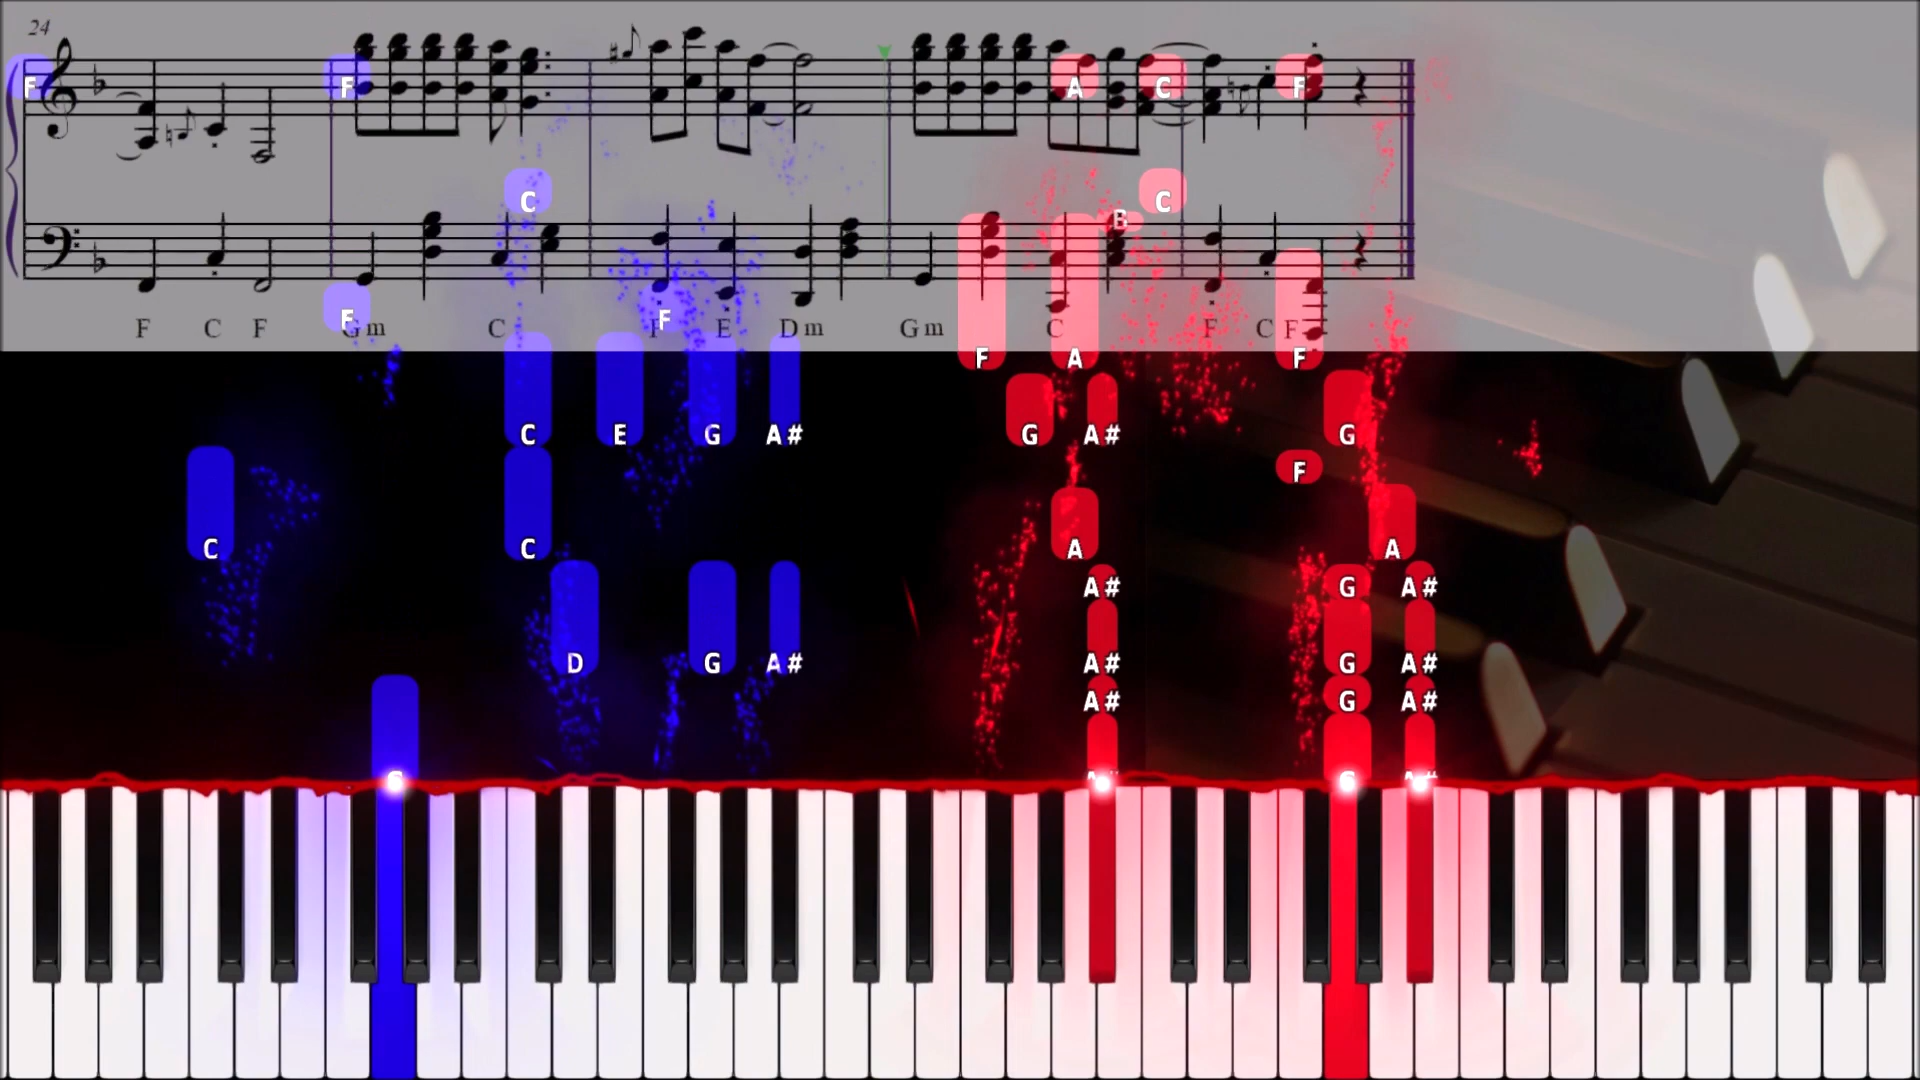 24
F F A C F
C C
B
F Gm C F F E Dm Gm C F C F
F A F
C E G A# G A# G
F
C C A A
A# G A#
D G A# A# G A#
A# G A#
G A# G A#